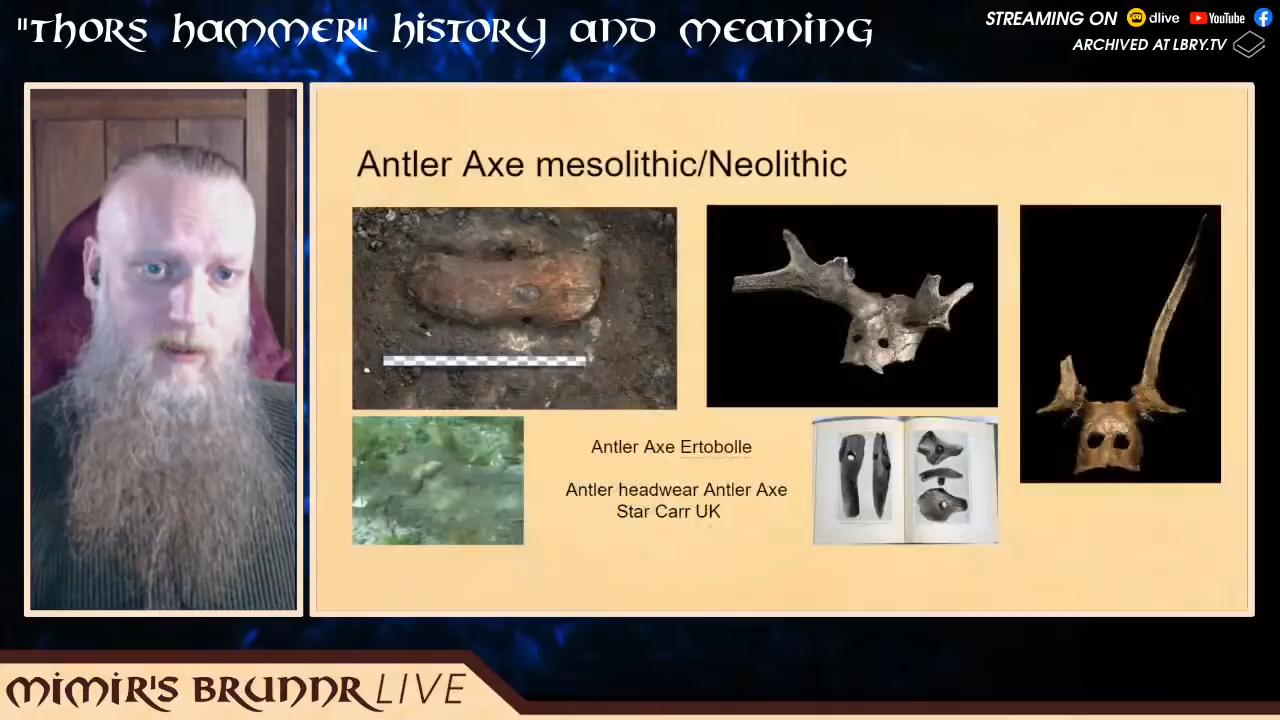 "THORS HAMMER" HISTORY AND MEANING
STREAMING ON dlive YouTube
ARCHIVED AT LBRY.TV
Antler Axe mesolithic/Neolithic
Antler Axe Ertobolle
Antler headwear Antler Axe
Star Carr UK
MIMIR'S BRUNNR LIVE